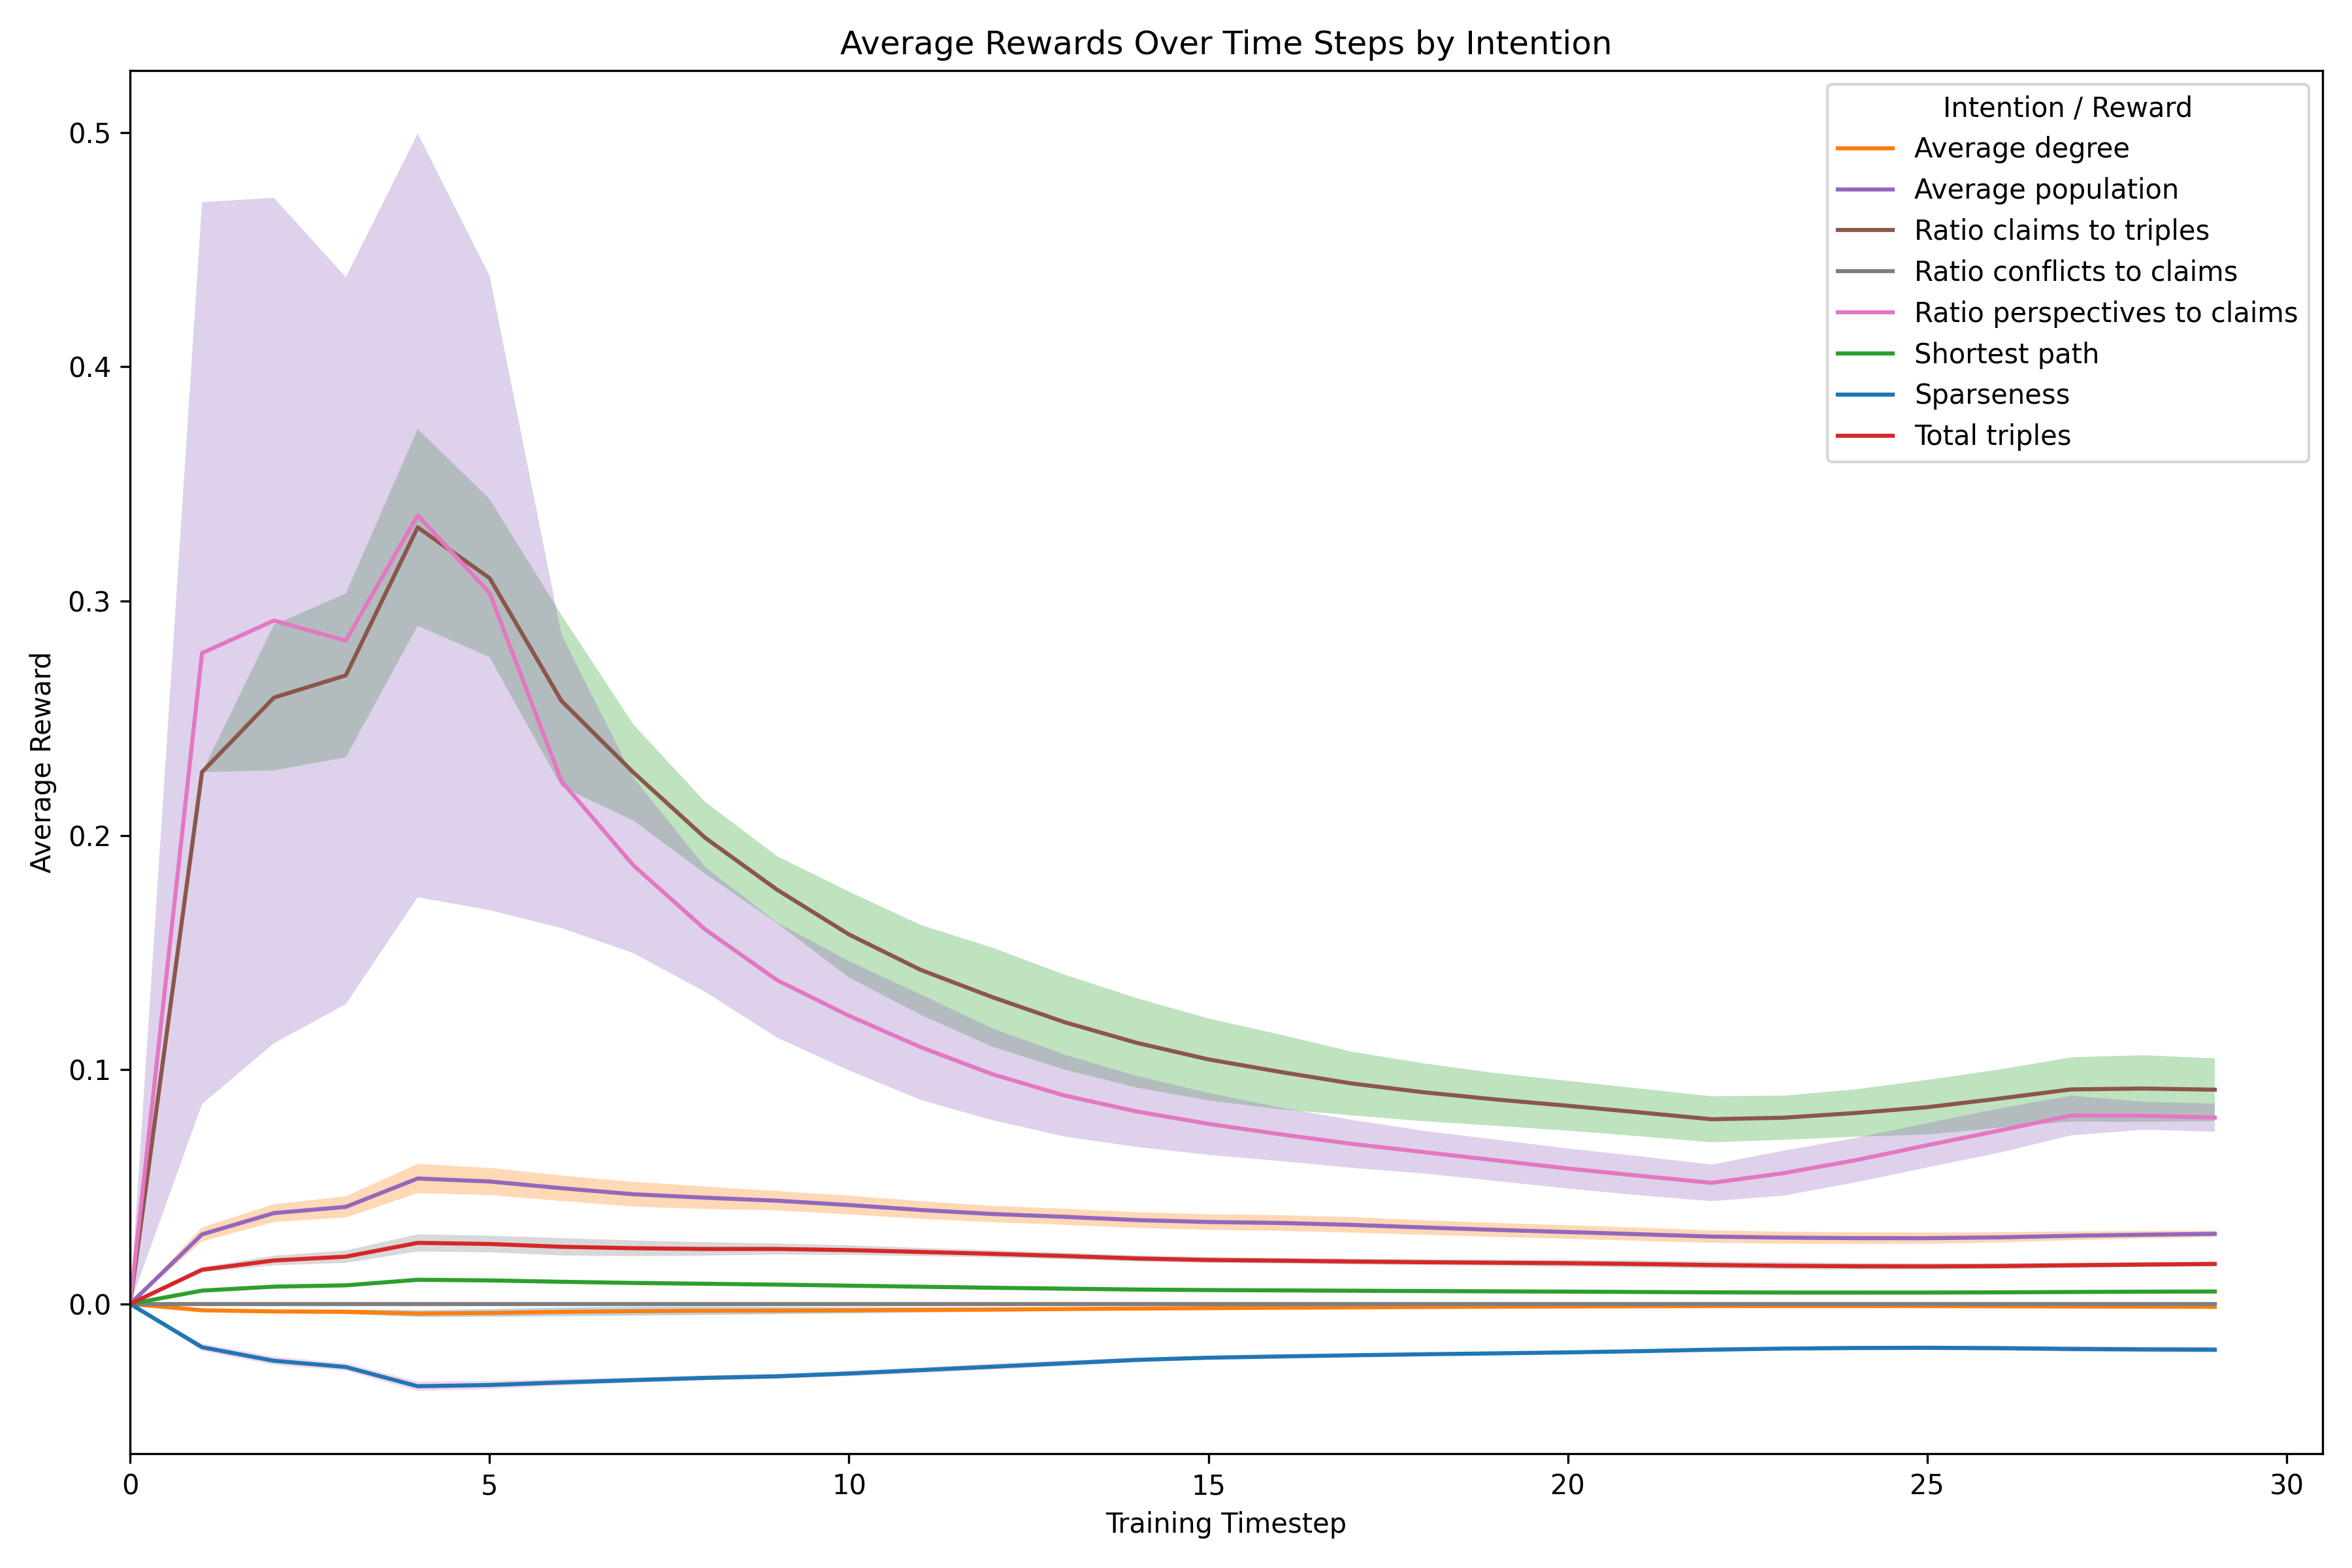 Average Rewards Over Time Steps by Intention
Intention / Reward
Average degree
Average population
Ratio claims to triples
Ratio conflicts to claims
Ratio perspectives to claims
Shortest path
Sparseness
Total triples
Average Reward
0.5
0.4
0.3
0.2
0.1
0.0
0 5 10 15 20 25 30
Training Timestep